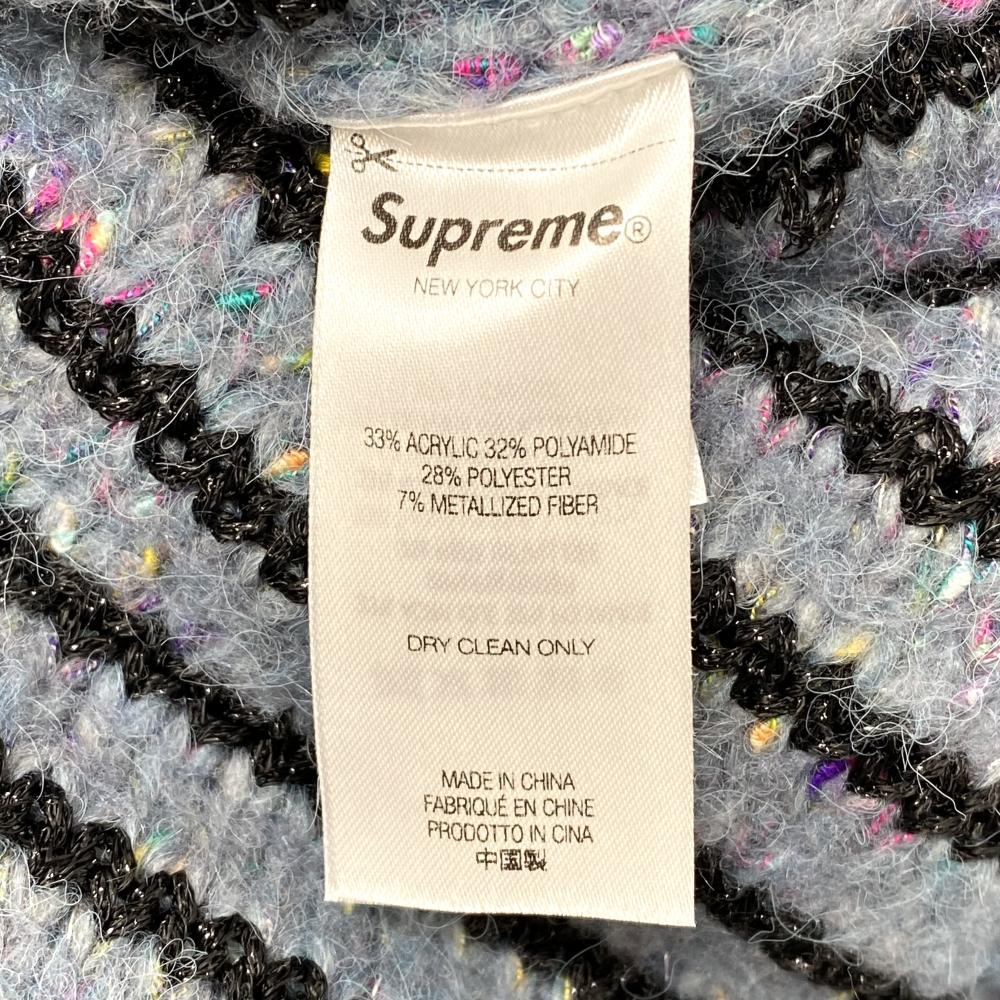 Supreme®
NEW YORK CITY
33% ACRYLIC 32% POLYAMIDE
28% POLYESTER
7% METALLIZED FIBER
DRY CLEAN ONLY
MADE IN CHINA
FABRIQUÉ EN CHINE
PRODOTTO IN CINA
中国製